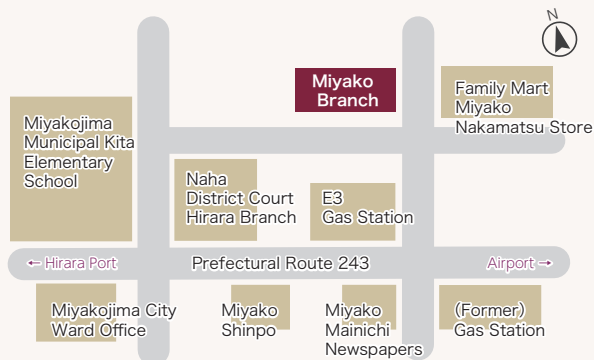 N
Miyako
Branch
Family Mart
Miyako
Nakamatsu Store
Miyakojima
Municipal Kita
Elementary
School
Naha
District Court
Hirara Branch
E3
Gas Station
← Hirara Port
Prefectural Route 243
Airport →
Miyakojima City
Ward Office
Miyako
Shinpo
Miyako
Mainichi
Newspapers
(Former)
Gas Station